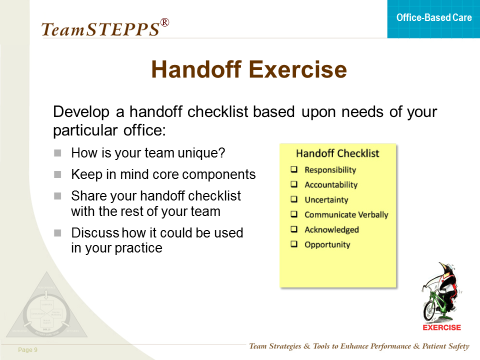 TeamSTEPPS®
Office-Based Care
Handoff Exercise
Develop a handoff checklist based upon needs of your
particular office:
How is your team unique?
Keep in mind core components
Share your handoff checklist
with the rest of your team
Discuss how it could be used
in your practice
Handoff Checklist
Responsibility
Accountability
Uncertainty
Communicate Verbally
Acknowledged
Opportunity
EXERCISE
Team Strategies & Tools to Enhance Performance & Patient Safety